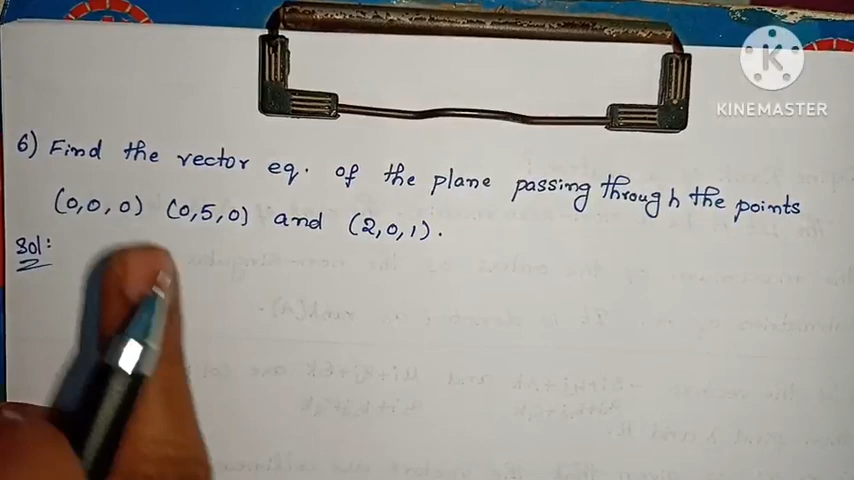 KINEMASTER
6) Find the vector eq. of the plane passing through the points
(0,0,0) (0,5,0) and (2,0,1).
Sol: